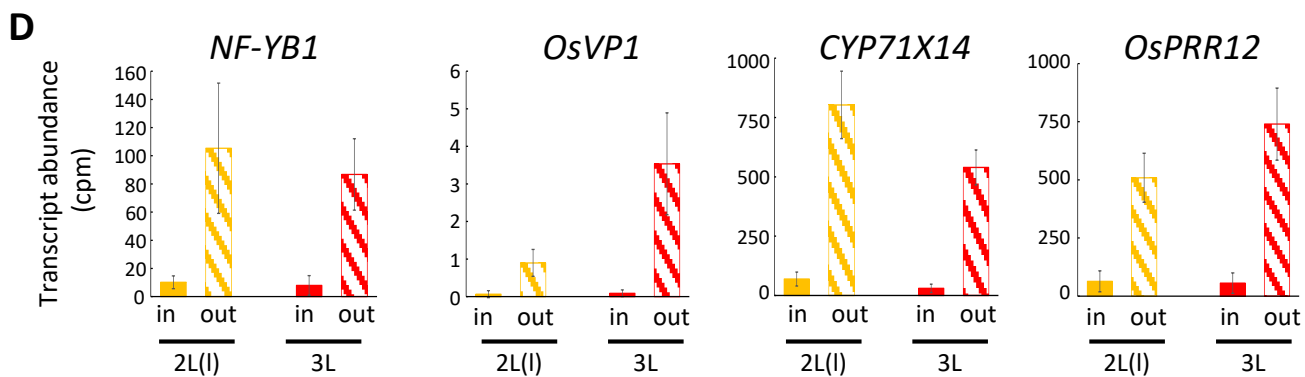 D
NF-YB1 OsVP1 CYP71X14 OsPRR12
Transcript abundance
(cpm)
160
140
120
100
80
60
40
20
0
in out in out
2L(l) 3L
6
5
4
3
2
1
0
in out in out
2L(l) 3L
1000
750
500
250
0
in out in out
2L(l) 3L
1000
750
500
250
0
in out in out
2L(l) 3L